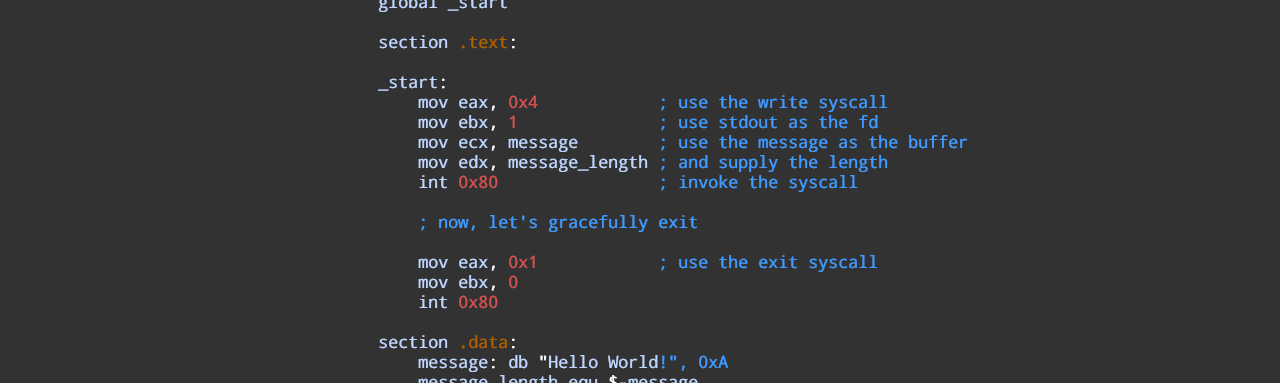 global _start
section .text:
_start:
mov eax, 0x4 ; use the write syscall
mov ebx, 1 ; use stdout as the fd
mov ecx, message ; use the message as the buffer
mov edx, message_length ; and supply the length
int 0x80 ; invoke the syscall
; now, let's gracefully exit
mov eax, 0x1 ; use the exit syscall
mov ebx, 0
int 0x80
section .data:
message: db "Hello World!", 0xA
message_length equ $-message